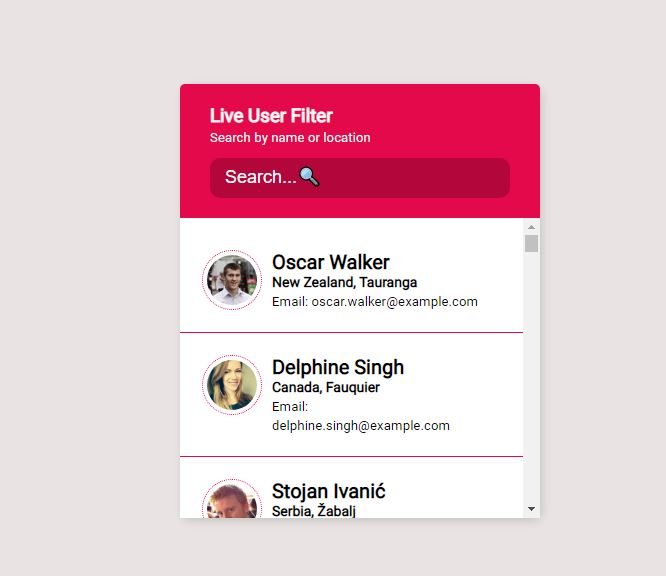 Live User Filter
Search by name or location
Search...🔍
Oscar Walker
New Zealand, Tauranga
Email: oscar.walker@example.com
Delphine Singh
Canada, Fauquier
Email:
delphine.singh@example.com
Stojan Ivanić
Serbia, Žabalj